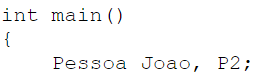 int main()
{
    Pessoa Joao, P2;